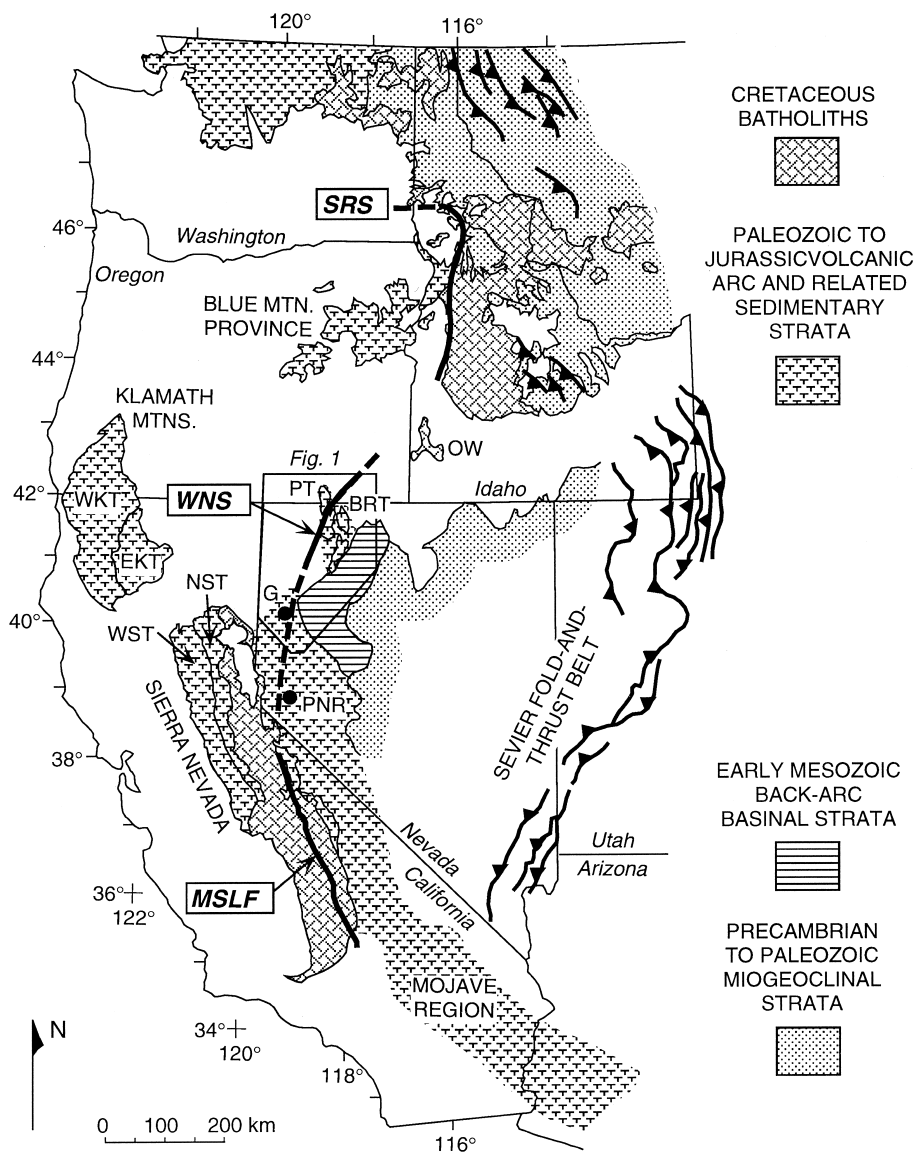 120°
116°
CRETACEOUS
BATHOLITHS
SRS
46°
Washington
Oregon
PALEOZOIC TO
JURASSICVOLCANIC
ARC AND RELATED
SEDIMENTARY
STRATA
BLUE MTN.
PROVINCE
44°
KLAMATH
MTNS.
OW
Fig. 1
PT
Idaho
42°
WKT
WNS
BRT
EKT
NST
G
40°
WST
SEVIER FOLD-AND-
THRUST BELT
SIERRA NEVADA
PNR
38°
EARLY MESOZOIC
BACK-ARC
BASINAL STRATA
Nevada
California
Utah
Arizona
36°
122°
MSLF
PRECAMBRIAN
TO PALEOZOIC
MIOGEOCLINAL
STRATA
MOJAVE
REGION
N
34°
120°
118°
0 100 200 km
116°